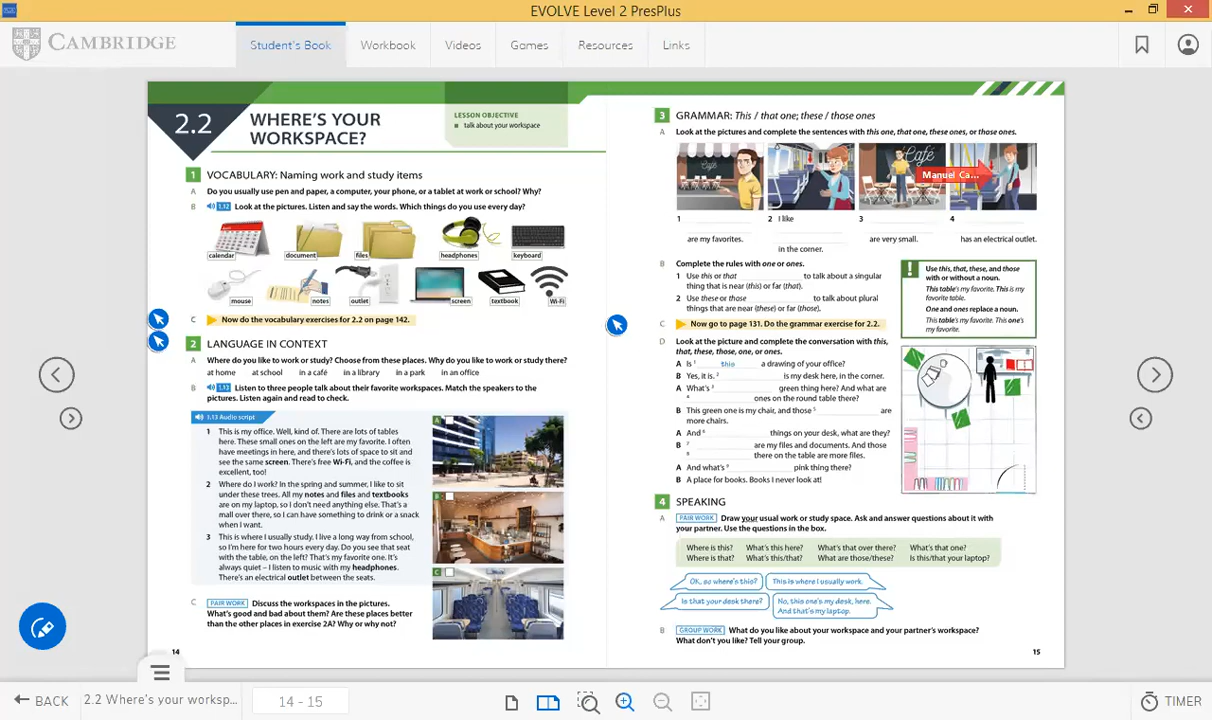 EVOLVE Level 2 PresPlus
CAMBRIDGE
Student's Book
Workbook
Videos
Games
Resources
Links
2.2
WHERE'S YOUR
WORKSPACE?
LESSON OBJECTIVE
■ talk about your workspace
1 VOCABULARY: Naming work and study items
A Do you usually use pen and paper, a computer, your phone, or a tablet at work or school? Why?
B 1.12 Look at the pictures. Listen and say the words. Which things do you use every day?
calendar
document
files
headphones
keyboard
mouse
notes
outlet
screen
textbook
Wi-Fi
C Now do the vocabulary exercises for 2.2 on page 142.
2 LANGUAGE IN CONTEXT
A Where do you like to work or study? Choose from these places. Why do you like to work or study there?
at home at school in a café in a library in a park in an office
B 1.13 Listen to three people talk about their favorite workspaces. Match the speakers to the
pictures. Listen again and read to check.
1.13 Audio script
1 This is my office. Well, kind of. There are lots of tables
here. These small ones on the left are my favorite. I often
have meetings in here, and there's lots of space to sit and
see the same screen. There's free Wi-Fi, and the coffee is
excellent, too!
2 Where do I work? In the spring and summer, I like to sit
under these trees. All my notes and files and textbooks
are on my laptop, so I don't need anything else. That's a
mall over there, so I can have something to drink or a snack
when I want.
3 This is where I usually study. I live a long way from school,
so I'm here for two hours every day. Do you see that seat
with the table, on the left? That's my favorite one. It's
always quiet – I listen to music with my headphones.
There's an electrical outlet between the seats.
A
B
C
C PAIR WORK Discuss the workspaces in the pictures.
What's good and bad about them? Are these places better
than the other places in exercise 2A? Why or why not?
14
3 GRAMMAR: This / that one; these / those ones
A Look at the pictures and complete the sentences with this one, that one, these ones, or those ones.
Café
Café
Manuel Ca...
1
are my favorites.
2 I like
in the corner.
3
are very small.
4
has an electrical outlet.
B Complete the rules with one or ones.
1 Use this or that to talk about a singular
thing that is near (this) or far (that).
2 Use these or those to talk about plural
things that are near (these) or far (those).
! Use this, that, these, and those
with or without a noun.
This table's my favorite. This is my
favorite table.
One and ones replace a noun.
This table's my favorite. This one's
my favorite.
C Now go to page 131. Do the grammar exercise for 2.2.
D Look at the picture and complete the conversation with this,
that, these, those, one, or ones.
A Is 1 this a drawing of your office?
B Yes, it is. 2 is my desk here, in the corner.
A What's 3 green thing here? And what are
4 ones on the round table there?
B This green one is my chair, and those 5 are
more chairs.
A And 6 things on your desk, what are they?
B 7 are my files and documents. And those
8 there on the table are more files.
A And what's 9 pink thing there?
B A place for books. Books I never look at!
4 SPEAKING
A PAIR WORK Draw your usual work or study space. Ask and answer questions about it with
your partner. Use the questions in the box.
Where is this? What's this here? What's that over there? What's that one?
Where is that? What's this/that? What are those/these? Is this/that your laptop?
OK, so where's this?
This is where I usually work.
Is that your desk there?
No, this one's my desk, here.
And that's my laptop.
B GROUP WORK What do you like about your workspace and your partner's workspace?
What don't you like? Tell your group.
15
BACK
2.2 Where's your worksp...
14 - 15
TIMER